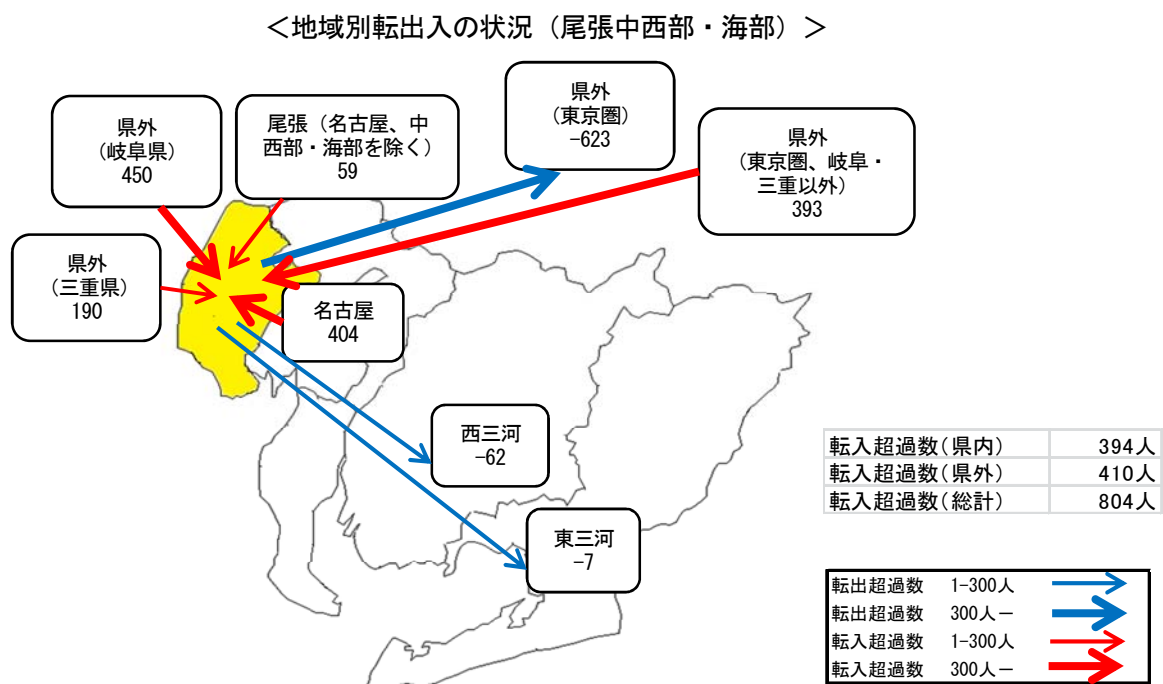 ＜地域別転出入の状況（尾張中西部・海部）＞
県外
（岐阜県）
450
尾張（名古屋、中
西部・海部を除く）
59
県外
（東京圏）
-623
県外
（東京圏、岐阜・
三重以外）
393
県外
（三重県）
190
名古屋
404
西三河
-62
東三河
-7
転入超過数（県内） 394人
転入超過数（県外） 410人
転入超過数（総計） 804人
転出超過数 1-300人
転出超過数 300人ー
転入超過数 1-300人
転入超過数 300人ー